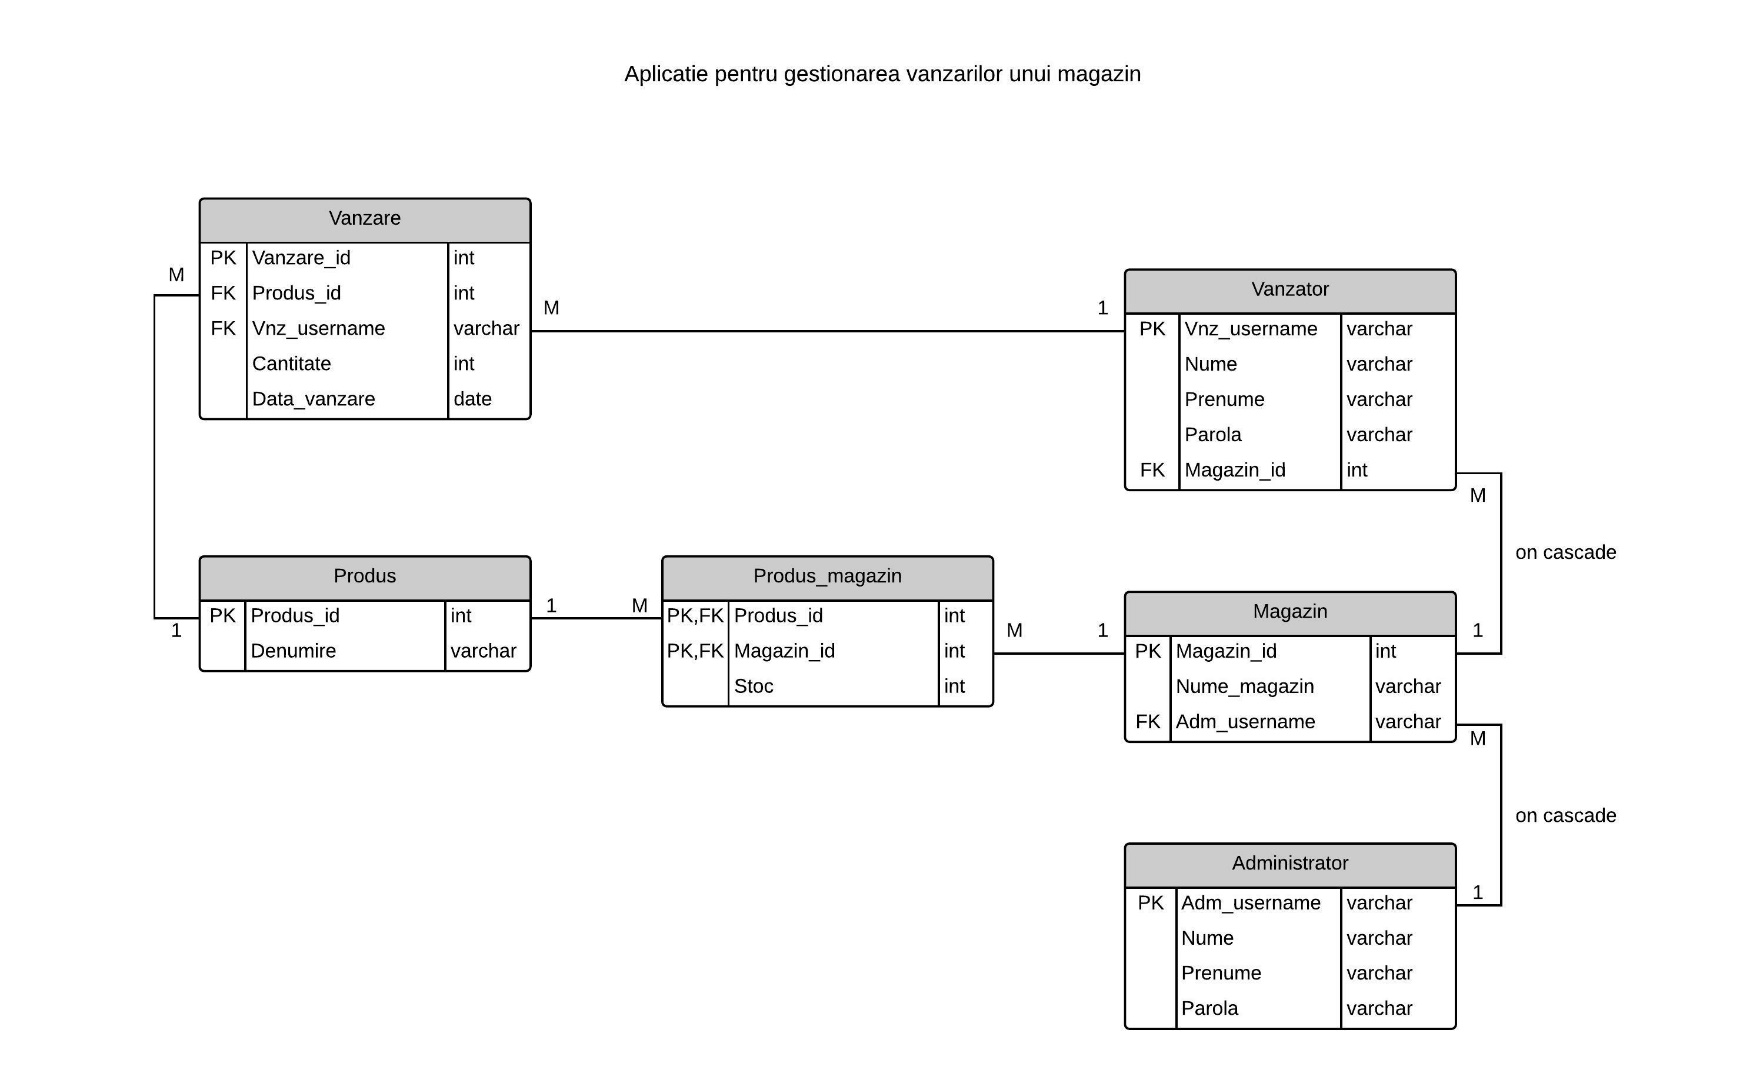 Aplicatie pentru gestionarea vanzarilor unui magazin
Vanzare
PK Vanzare_id int
FK Produs_id int
FK Vnz_username varchar
Cantitate int
Data_vanzare date
M
M
1
Vanzator
PK Vnz_username varchar
Nume varchar
Prenume varchar
Parola varchar
FK Magazin_id int
M
on cascade
1
Produs
PK Produs_id int
Denumire varchar
1
1
M
Produs_magazin
PK,FK Produs_id int
PK,FK Magazin_id int
Stoc int
M
1
Magazin
PK Magazin_id int
Nume_magazin varchar
FK Adm_username varchar
M
on cascade
1
Administrator
PK Adm_username varchar
Nume varchar
Prenume varchar
Parola varchar